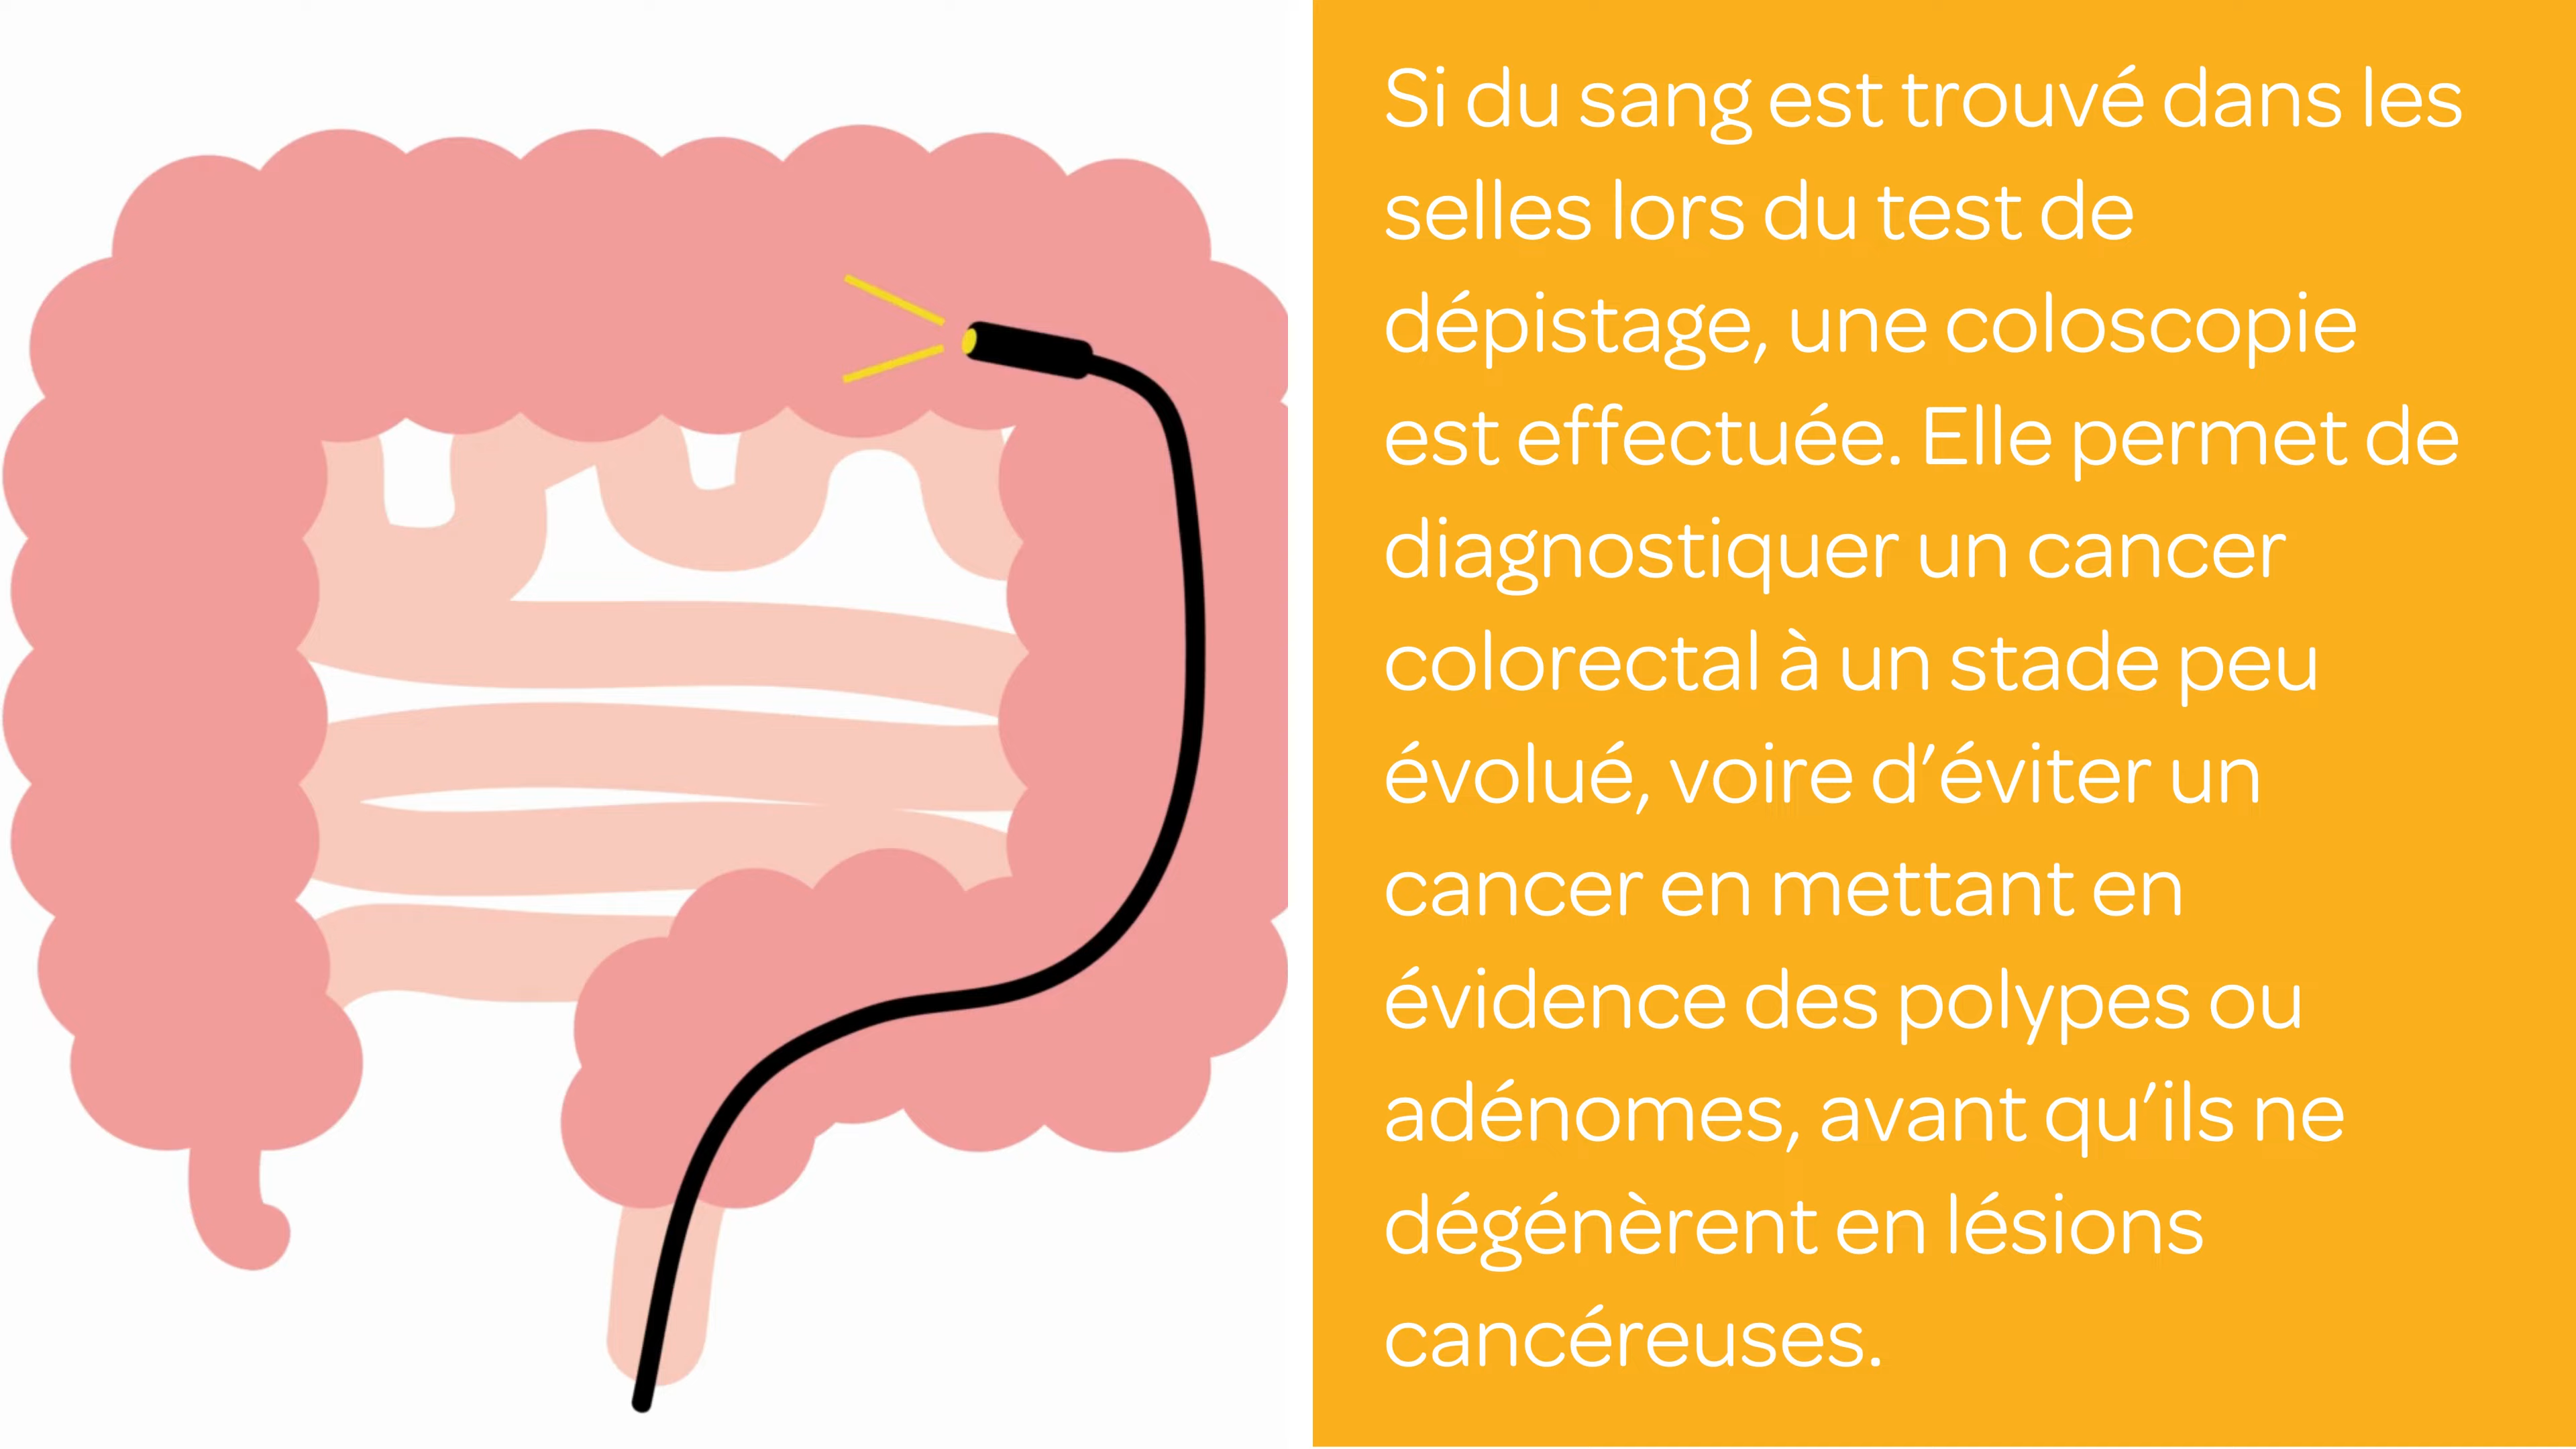 Si du sang est trouvé dans les
selles lors du test de
dépistage, une coloscopie
est effectuée. Elle permet de
diagnostiquer un cancer
colorectal à un stade peu
évolué, voire d’éviter un
cancer en mettant en
évidence des polypes ou
adénomes, avant qu’ils ne
dégénèrent en lésions
cancéreuses.